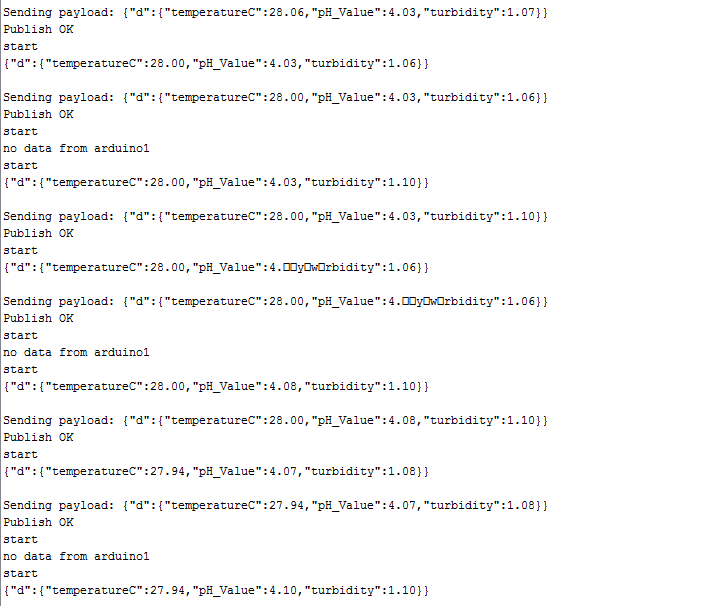 Sending payload: {"d":{"temperatureC":28.06,"pH_Value":4.03,"turbidity":1.07}}
Publish OK
start
{"d":{"temperatureC":28.00,"pH_Value":4.03,"turbidity":1.06}}
Sending payload: {"d":{"temperatureC":28.00,"pH_Value":4.03,"turbidity":1.06}}
Publish OK
start
no data from arduino1
start
{"d":{"temperatureC":28.00,"pH_Value":4.03,"turbidity":1.10}}
Sending payload: {"d":{"temperatureC":28.00,"pH_Value":4.03,"turbidity":1.10}}
Publish OK
start
{"d":{"temperatureC":28.00,"pH_Value":4.□□y□w□rbidity":1.06}}
Sending payload: {"d":{"temperatureC":28.00,"pH_Value":4.□□y□w□rbidity":1.06}}
Publish OK
start
no data from arduino1
start
{"d":{"temperatureC":28.00,"pH_Value":4.08,"turbidity":1.10}}
Sending payload: {"d":{"temperatureC":28.00,"pH_Value":4.08,"turbidity":1.10}}
Publish OK
start
{"d":{"temperatureC":27.94,"pH_Value":4.07,"turbidity":1.08}}
Sending payload: {"d":{"temperatureC":27.94,"pH_Value":4.07,"turbidity":1.08}}
Publish OK
start
no data from arduino1
start
{"d":{"temperatureC":27.94,"pH_Value":4.10,"turbidity":1.10}}